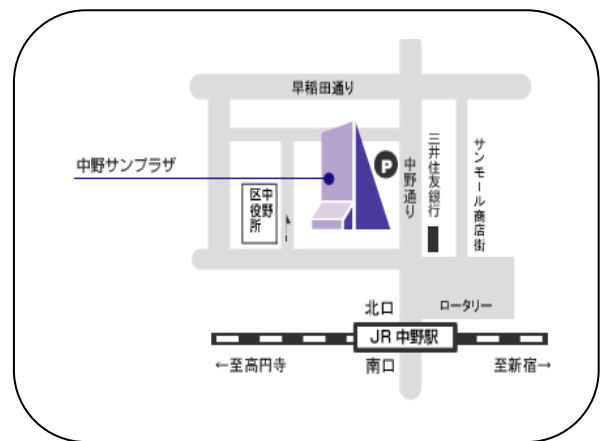 早稲田通り
中野サンプラザ
P
中野通り
三井住友銀行
サンモール商店街
中野
区役所
北口
ロータリー
JR 中野駅
←至高円寺
南口
至新宿→